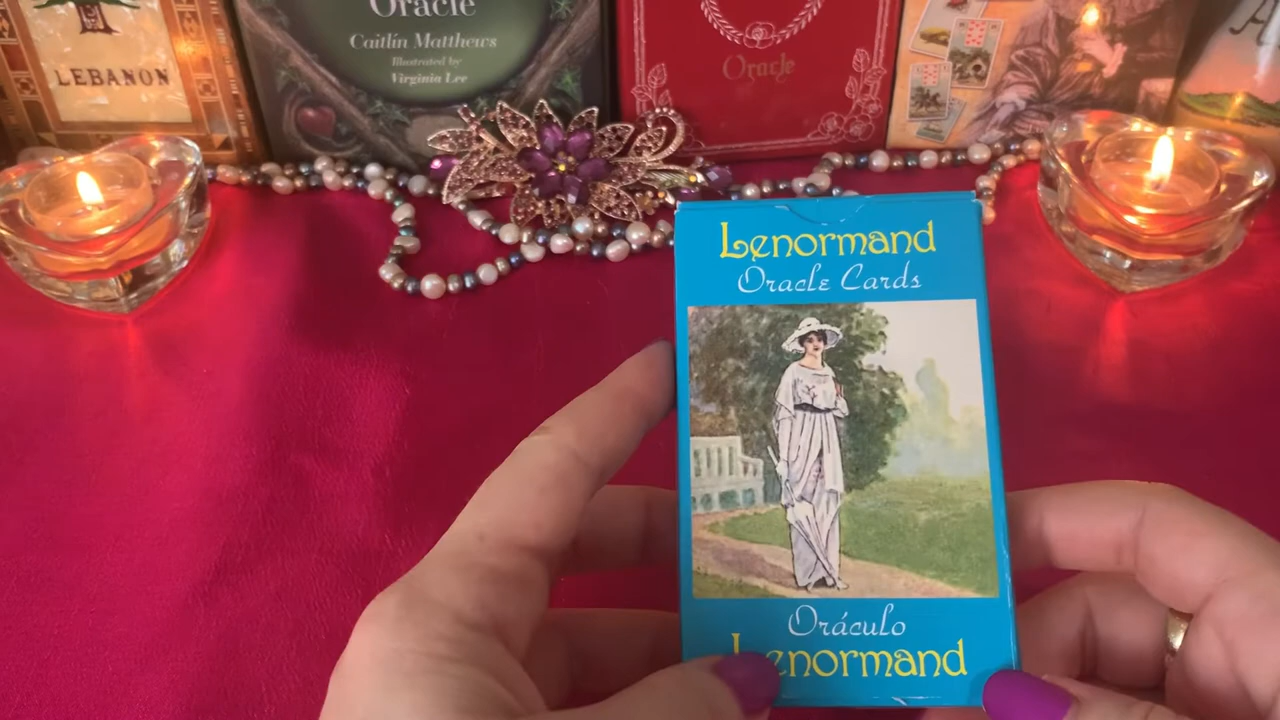 Oracle
Caitlín Matthews
Illustrated by
Virginia Lee
LEBANON
Oracle
Lenormand
Oracle Cards
Oráculo
Lenormand